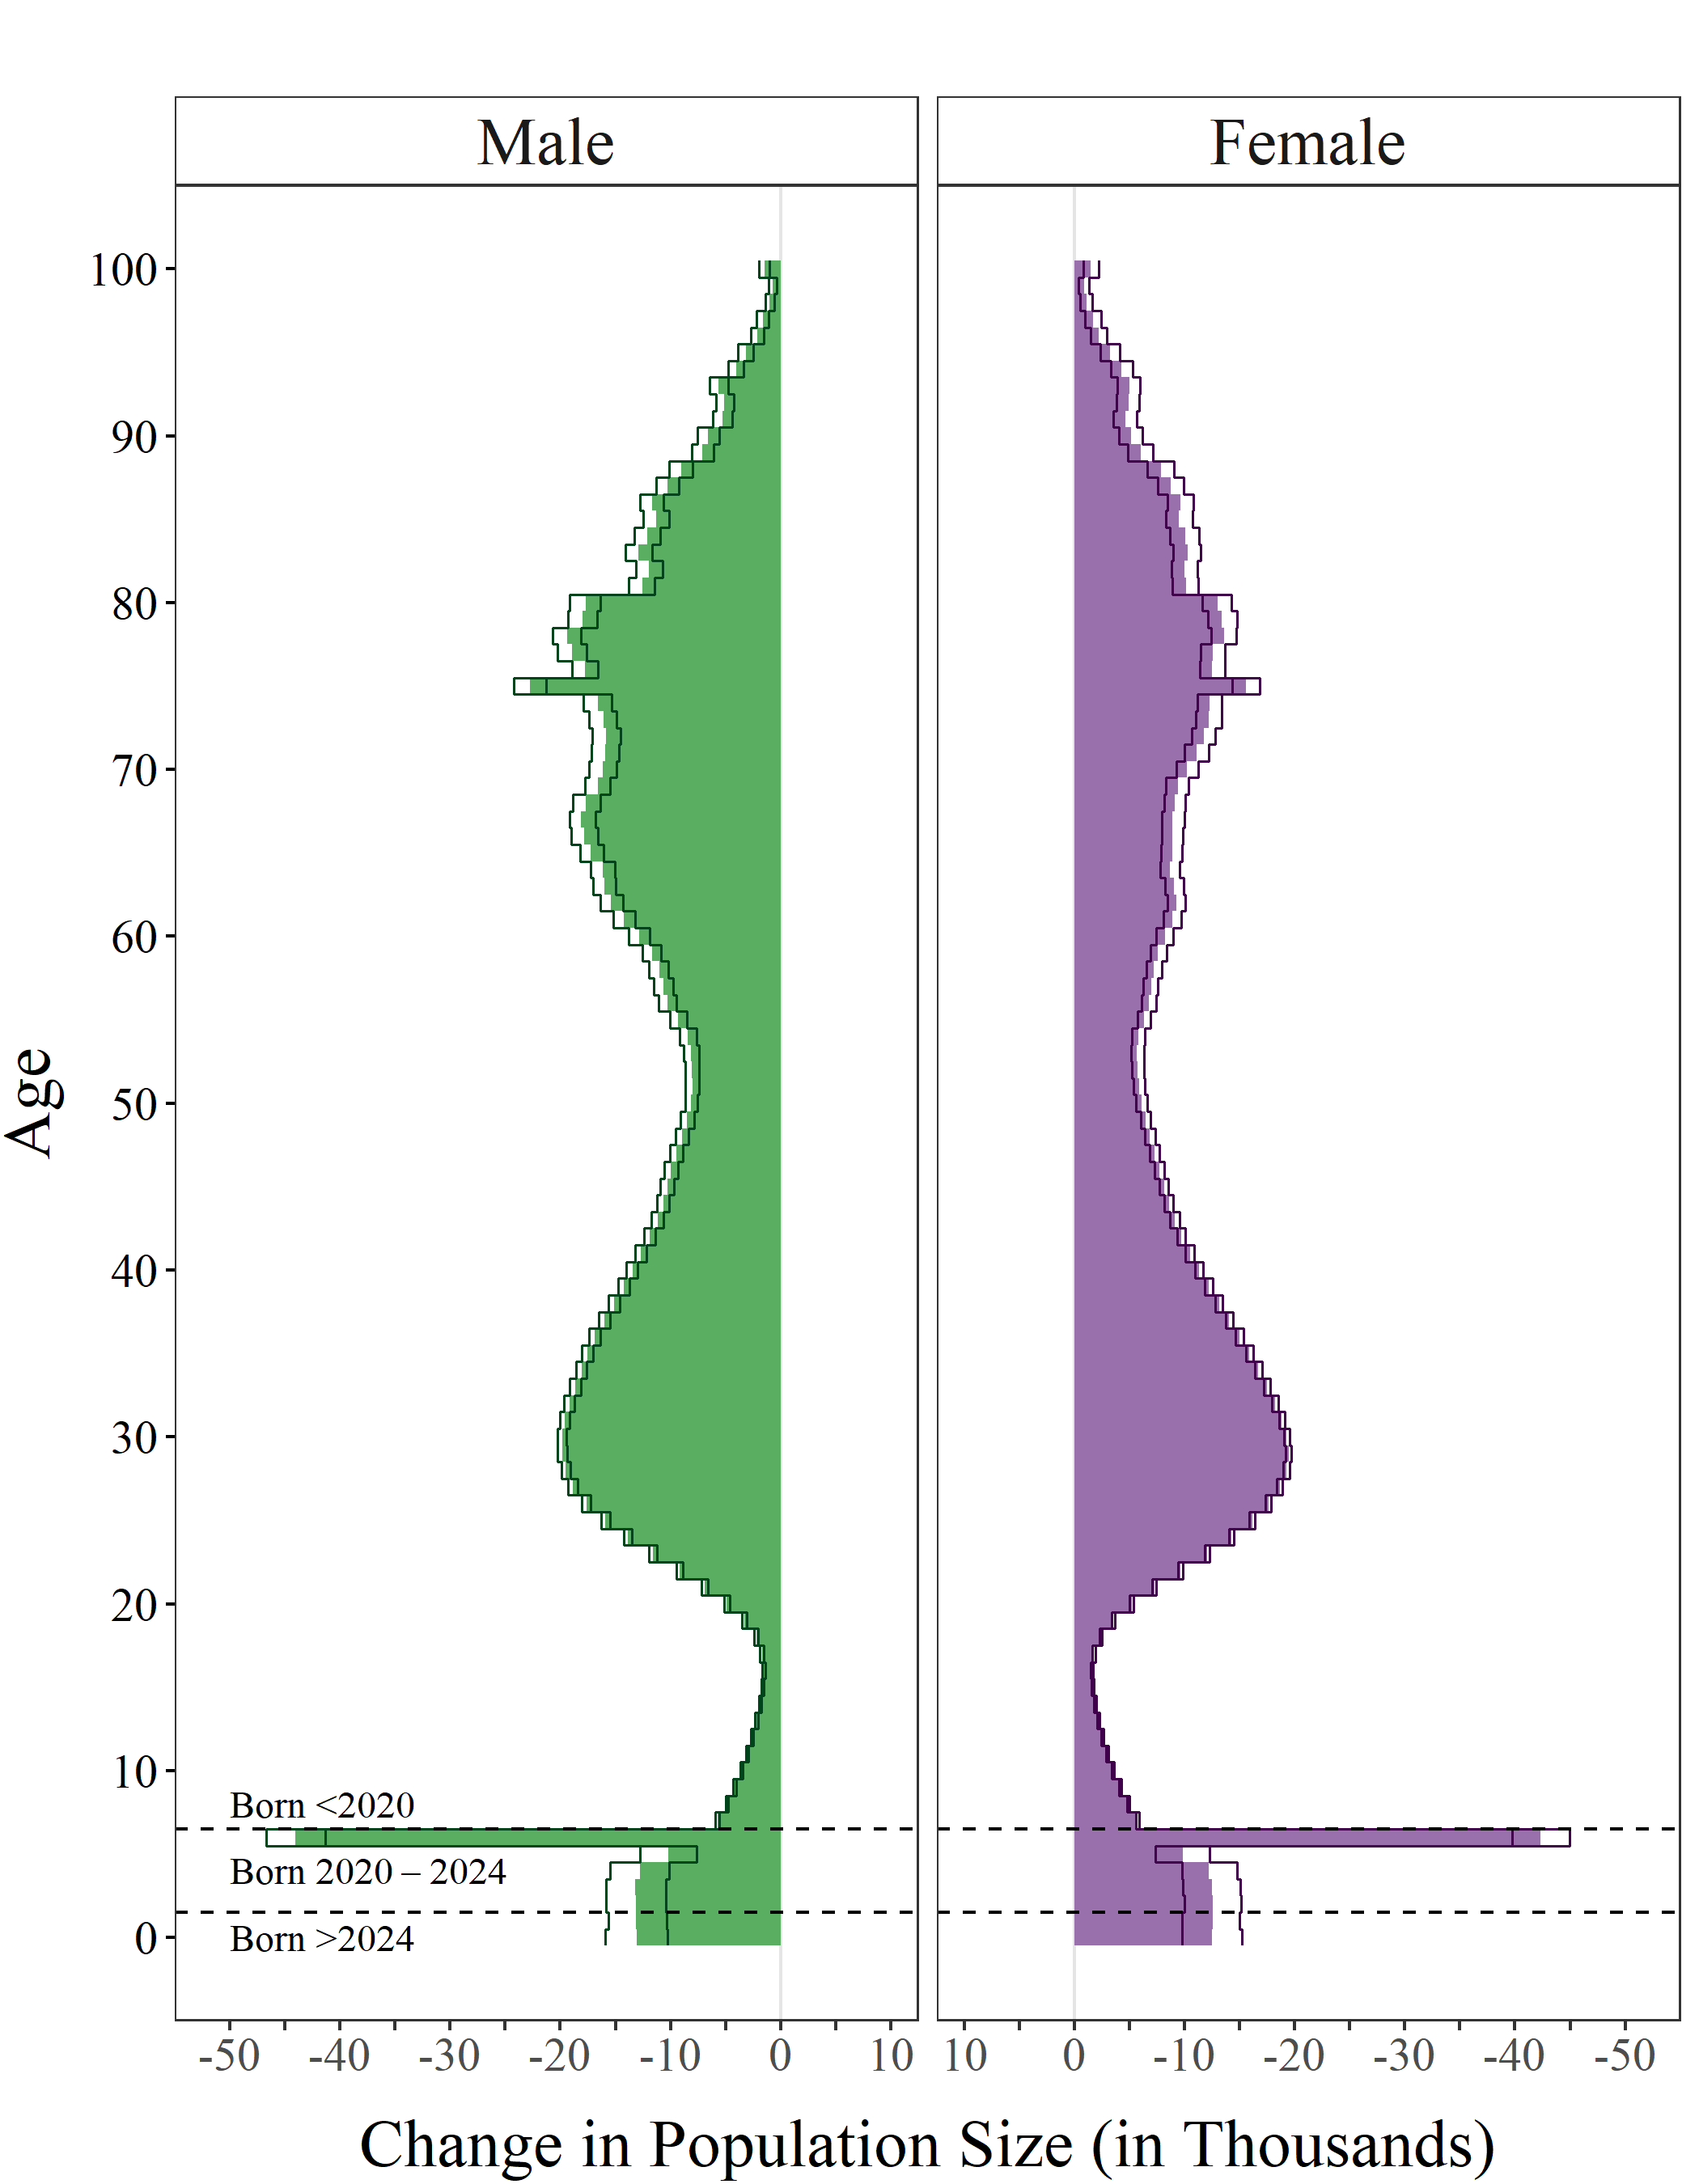 Male
Female
Age
100
90
80
70
60
50
40
30
20
10
0
Born <2020
Born 2020 – 2024
Born >2024
-50 -40 -30 -20 -10 0 10
10 0 -10 -20 -30 -40 -50
Change in Population Size (in Thousands)